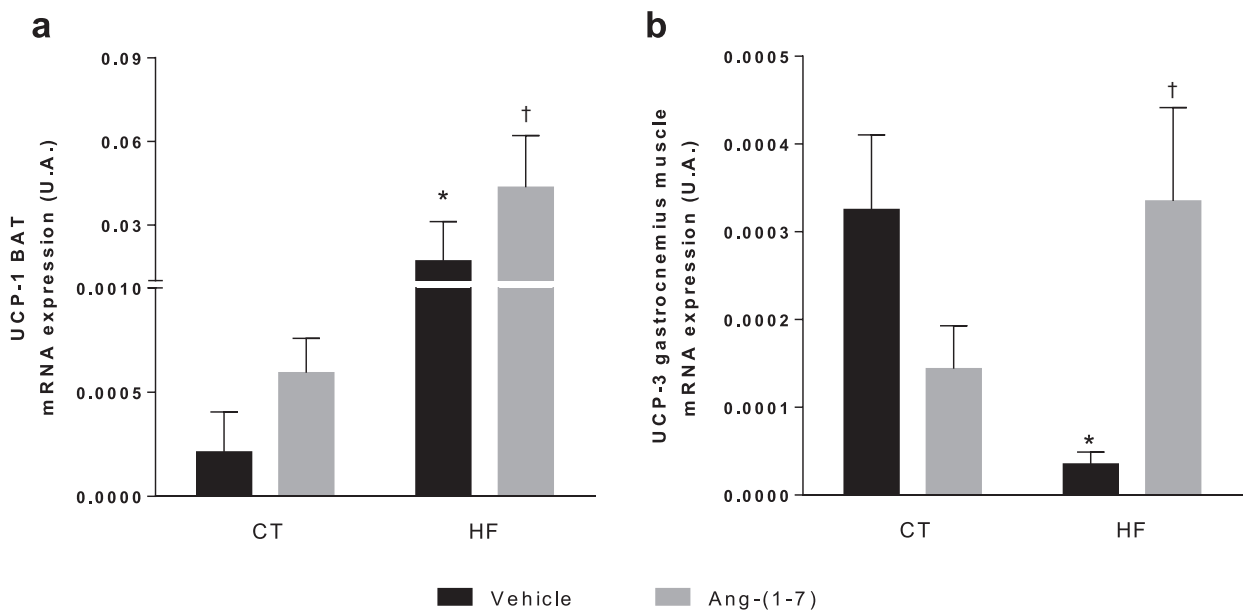 a
UCP-1 BAT
mRNA expression (U.A.)
0.09
0.06
0.03
0.0010
0.0005
0.0000
*
†
CT
HF
b
UCP-3 gastrocnemius muscle
mRNA expression (U.A.)
0.0005
0.0004
0.0003
0.0002
0.0001
0.0000
*
†
CT
HF
Vehicle
Ang-(1-7)